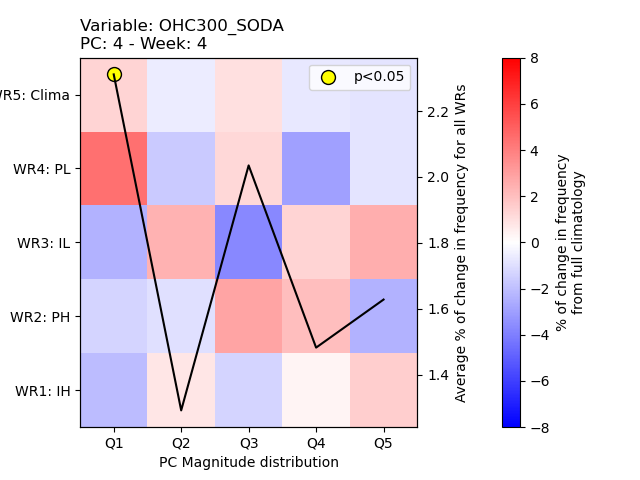 Variable: OHC300_SODA
PC: 4 - Week: 4
p<0.05
WR5: Clima
WR4: PL
WR3: IL
WR2: PH
WR1: IH
Q1 Q2 Q3 Q4 Q5
PC Magnitude distribution
2.2
2.0
1.8
1.6
1.4
Average % of change in frequency for all WRs
8
6
4
2
0
−2
−4
−6
−8
% of change in frequency
from full climatology